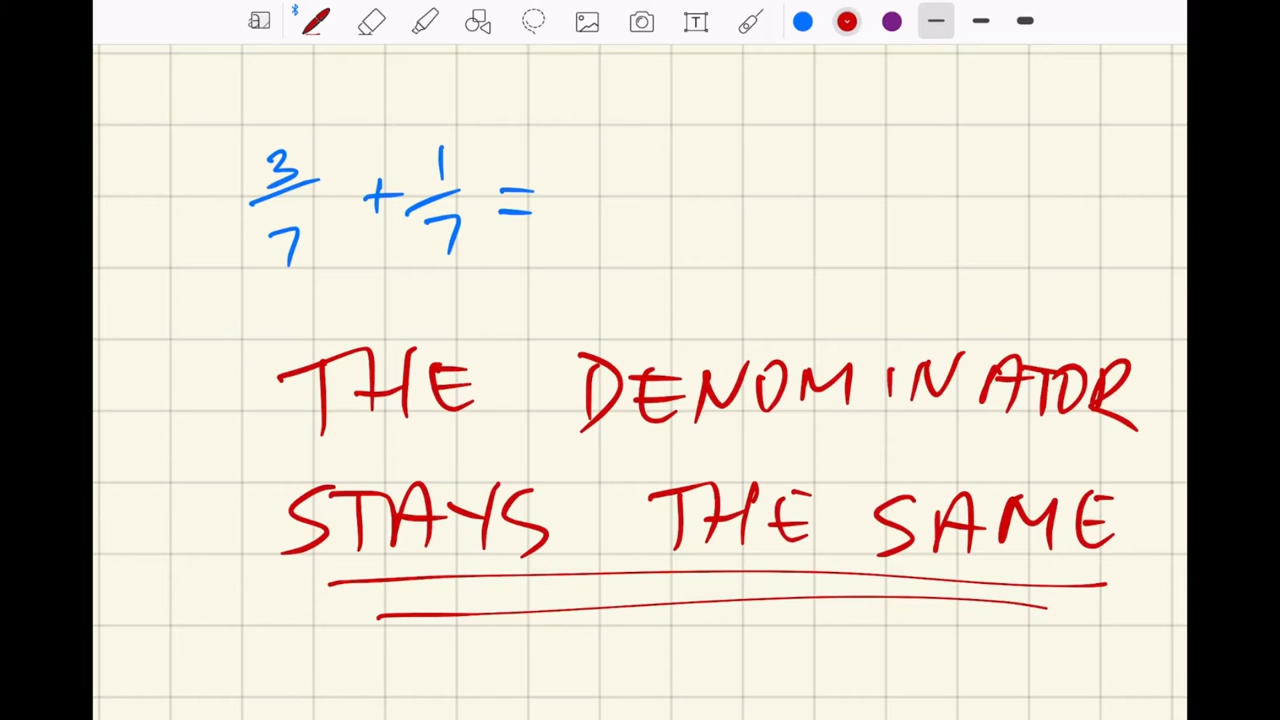 3/7 + 1/7 =
THE DENOMINATOR
STAYS THE SAME